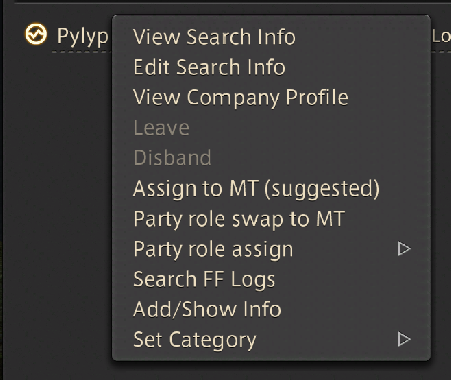 Pylyp
Lo
View Search Info
Edit Search Info
View Company Profile
Leave
Disband
Assign to MT (suggested)
Party role swap to MT
Party role assign
Search FF Logs
Add/Show Info
Set Category